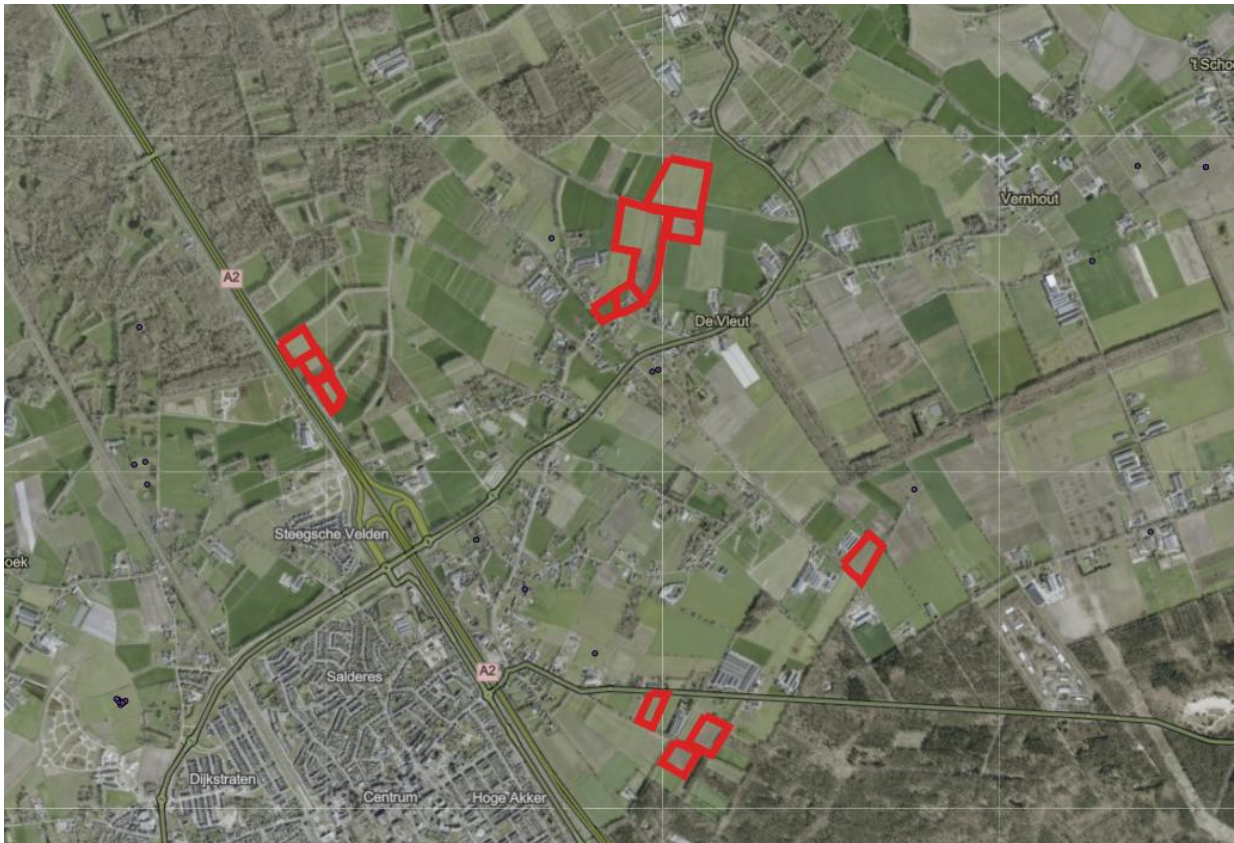 't Scho
Vernhout
A2
De Vleut
Steegsche Velden
oek
A2
Salderes
Dijkstraten
Centrum
Hoge Akker